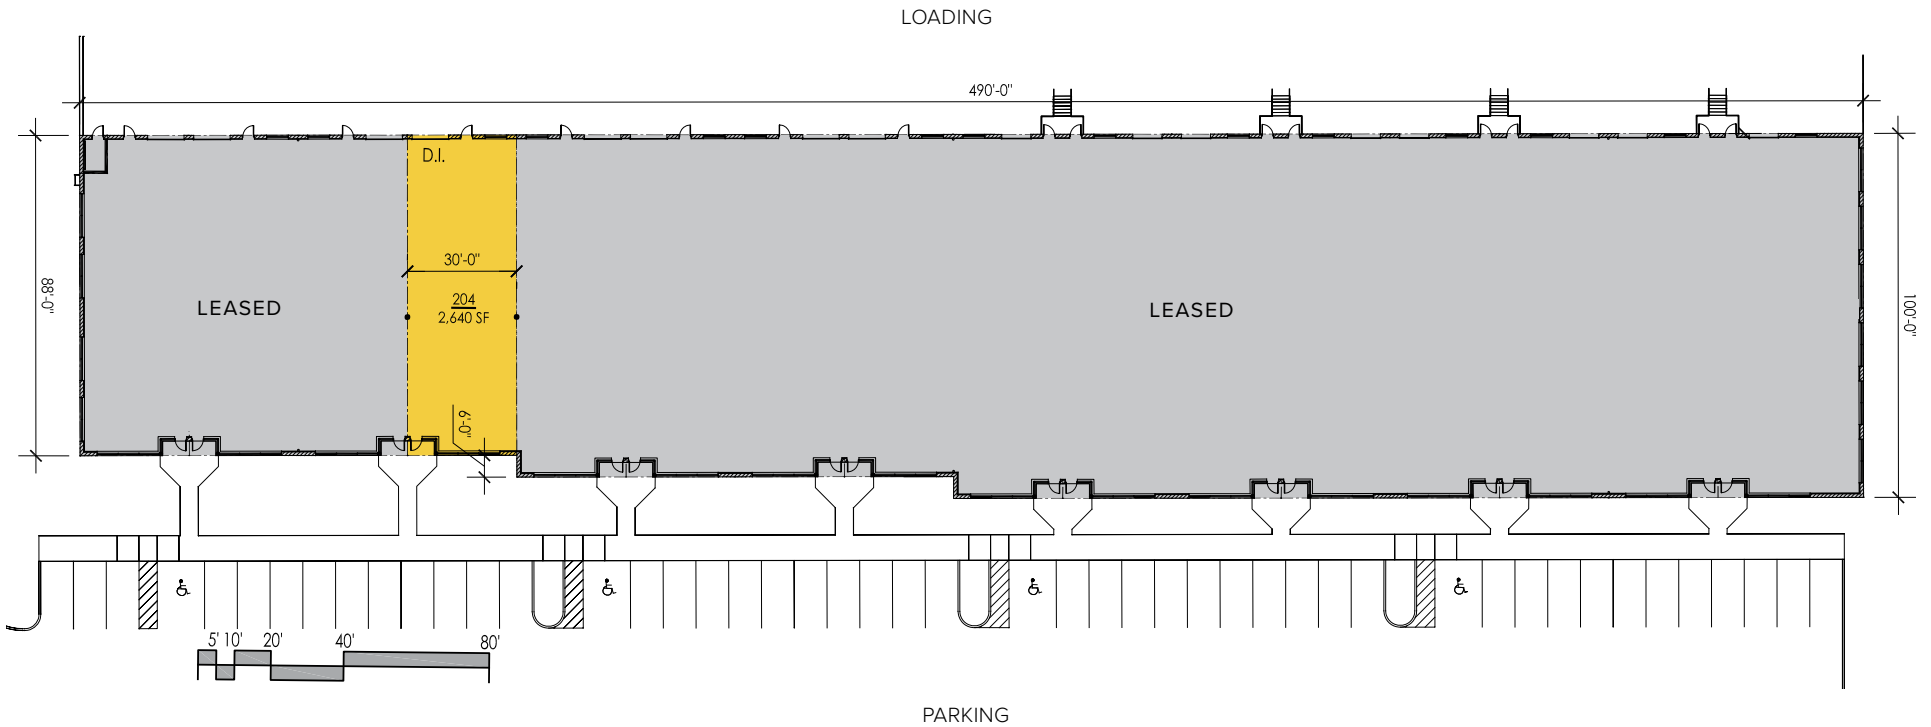 LOADING
490'-0"
D.I.
30'-0"
88'-0"
LEASED
204
2,640 SF
LEASED
100'-0"
6'-0"
5' 10' 20' 40' 80'
PARKING